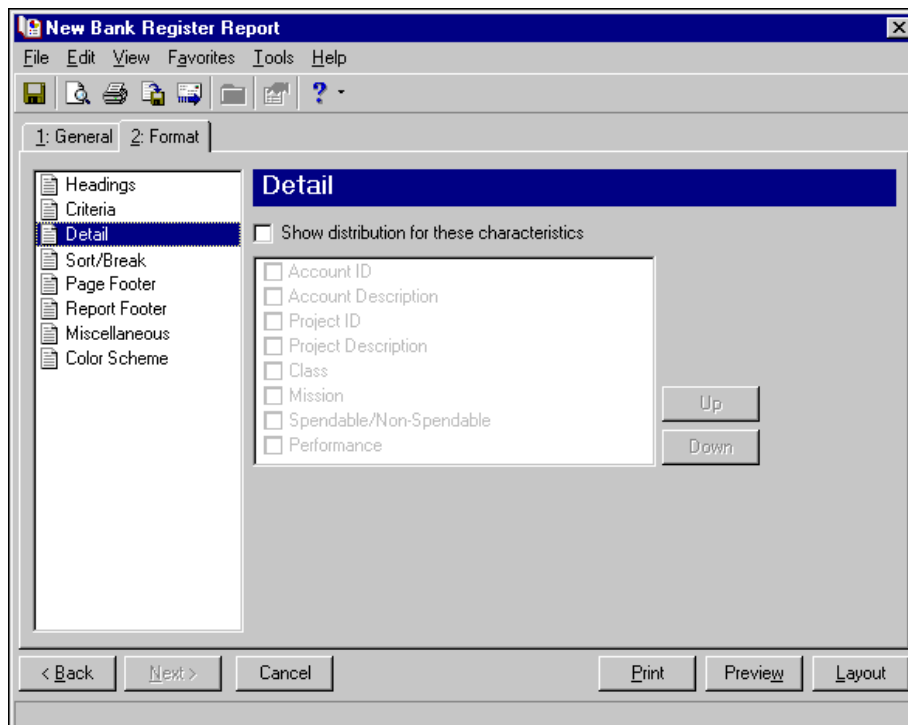 New Bank Register Report
File Edit View Favorites Tools Help
?
1: General 2: Format
Headings
Criteria
Detail
Sort/Break
Page Footer
Report Footer
Miscellaneous
Color Scheme
Detail
Show distribution for these characteristics
Account ID
Account Description
Project ID
Project Description
Class
Mission
Spendable/Non-Spendable
Performance
Up
Down
< Back Next > Cancel Print Preview Layout